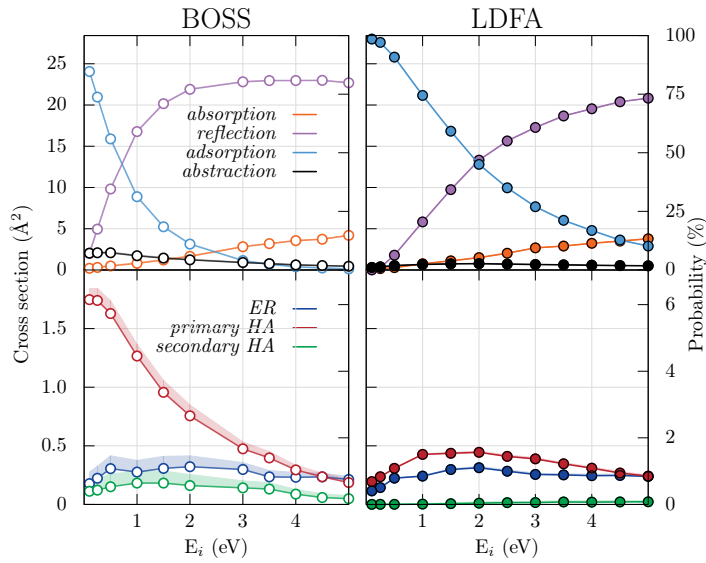 BOSS LDFA
25
20
15
10
5
0
absorption
reflection
adsorption
abstraction
100
75
50
25
0
Cross section (Å²)
Probability (%)
1.5
1.0
0.5
0
ER
primary HA
secondary HA
6
4
2
0
1 2 3 4
1 2 3 4
E_i (eV) E_i (eV)